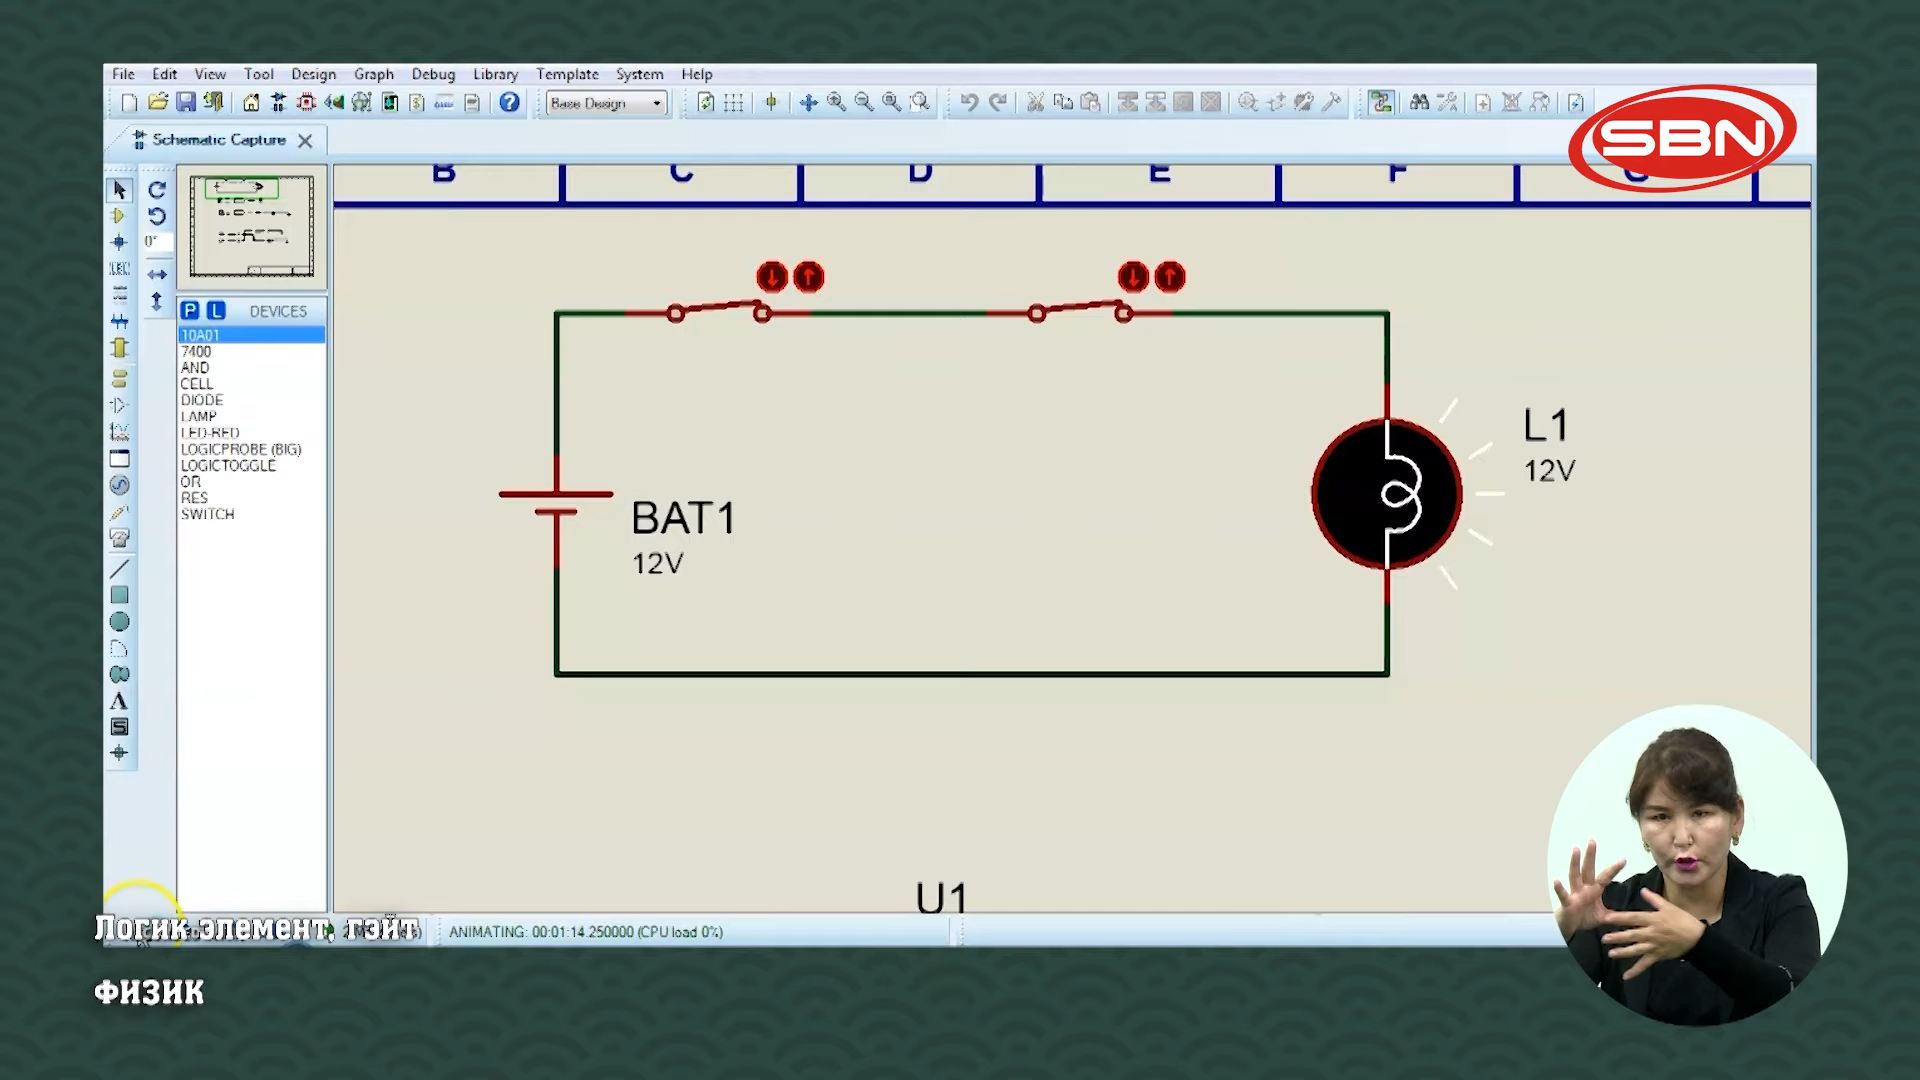 File Edit View Tool Design Graph Debug Library Template System Help
Base Design
SBN
Schematic Capture
B C D E F
0°
P L DEVICES
10A01
7400
AND
CELL
DIODE
LAMP
LED-RED
LOGICPROBE (BIG)
LOGICTOGGLE
OR
RES
SWITCH
L1
12V
BAT1
12V
U1
Логик элемент, гэйт
ANIMATING: 00:01:14.250000 (CPU load 0%)
ФИЗИК